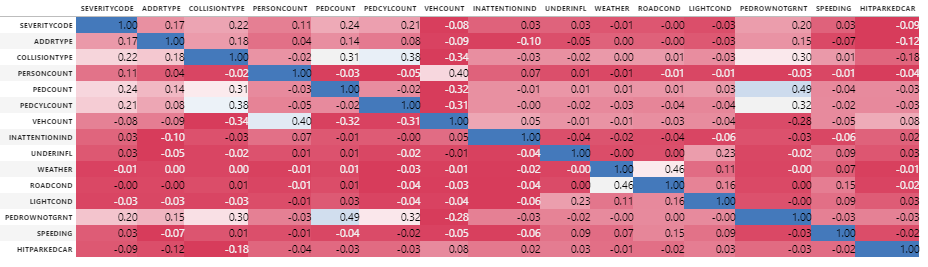 SEVERITYCODE ADDRTYPE COLLISIONTYPE PERSONCOUNT PEDCOUNT PEDCYLCOUNT VEHCOUNT INATTENTIONIND UNDERINFL WEATHER ROADCOND LIGHTCOND PEDROWNOTGRNT SPEEDING HITPARKEDCAR
SEVERITYCODE 1.00 0.17 0.22 0.11 0.24 0.21 -0.08 0.03 0.03 -0.01 -0.00 -0.03 0.20 0.03 -0.09
ADDRTYPE 0.17 1.00 0.18 0.04 0.14 0.08 -0.09 -0.10 -0.05 0.00 -0.00 -0.03 0.15 -0.07 -0.12
COLLISIONTYPE 0.22 0.18 1.00 -0.02 0.31 0.38 -0.34 -0.03 -0.02 0.00 0.01 -0.03 0.30 0.01 -0.18
PERSONCOUNT 0.11 0.04 -0.02 1.00 -0.03 -0.05 0.40 0.07 0.01 -0.01 -0.01 -0.01 -0.03 -0.01 -0.04
PEDCOUNT 0.24 0.14 0.31 -0.03 1.00 -0.02 -0.32 -0.01 0.01 0.01 0.01 0.03 0.49 -0.04 -0.03
PEDCYLCOUNT 0.21 0.08 0.38 -0.05 -0.02 1.00 -0.31 -0.00 -0.02 -0.03 -0.04 -0.04 0.32 -0.02 -0.03
VEHCOUNT -0.08 -0.09 -0.34 0.40 -0.32 -0.31 1.00 0.05 -0.01 -0.01 -0.03 -0.04 -0.28 -0.05 0.08
INATTENTIONIND 0.03 -0.10 -0.03 0.07 -0.01 -0.00 0.05 1.00 -0.04 -0.02 -0.04 -0.06 -0.03 -0.06 0.02
UNDERINFL 0.03 -0.05 -0.02 0.01 0.01 -0.02 -0.01 -0.04 1.00 -0.00 0.00 0.23 -0.02 0.09 0.03
WEATHER -0.01 0.00 0.00 -0.01 0.01 -0.03 -0.01 -0.02 -0.00 1.00 0.46 0.11 -0.00 0.07 -0.01
ROADCOND -0.00 -0.00 0.01 -0.01 0.01 -0.04 -0.03 -0.04 0.00 0.46 1.00 0.16 0.00 0.15 -0.02
LIGHTCOND -0.03 -0.03 -0.03 -0.01 0.03 -0.04 -0.04 -0.06 0.23 0.11 0.16 1.00 -0.00 0.09 0.03
PEDROWNOTGRNT 0.20 0.15 0.30 -0.03 0.49 0.32 -0.28 -0.03 -0.02 -0.00 0.00 -0.00 1.00 -0.03 -0.03
SPEEDING 0.03 -0.07 0.01 -0.01 -0.04 -0.02 -0.05 -0.06 0.09 0.07 0.15 0.09 -0.03 1.00 -0.02
HITPARKEDCAR -0.09 -0.12 -0.18 -0.04 -0.03 -0.03 0.08 0.02 0.03 -0.01 -0.02 0.03 -0.03 -0.02 1.00